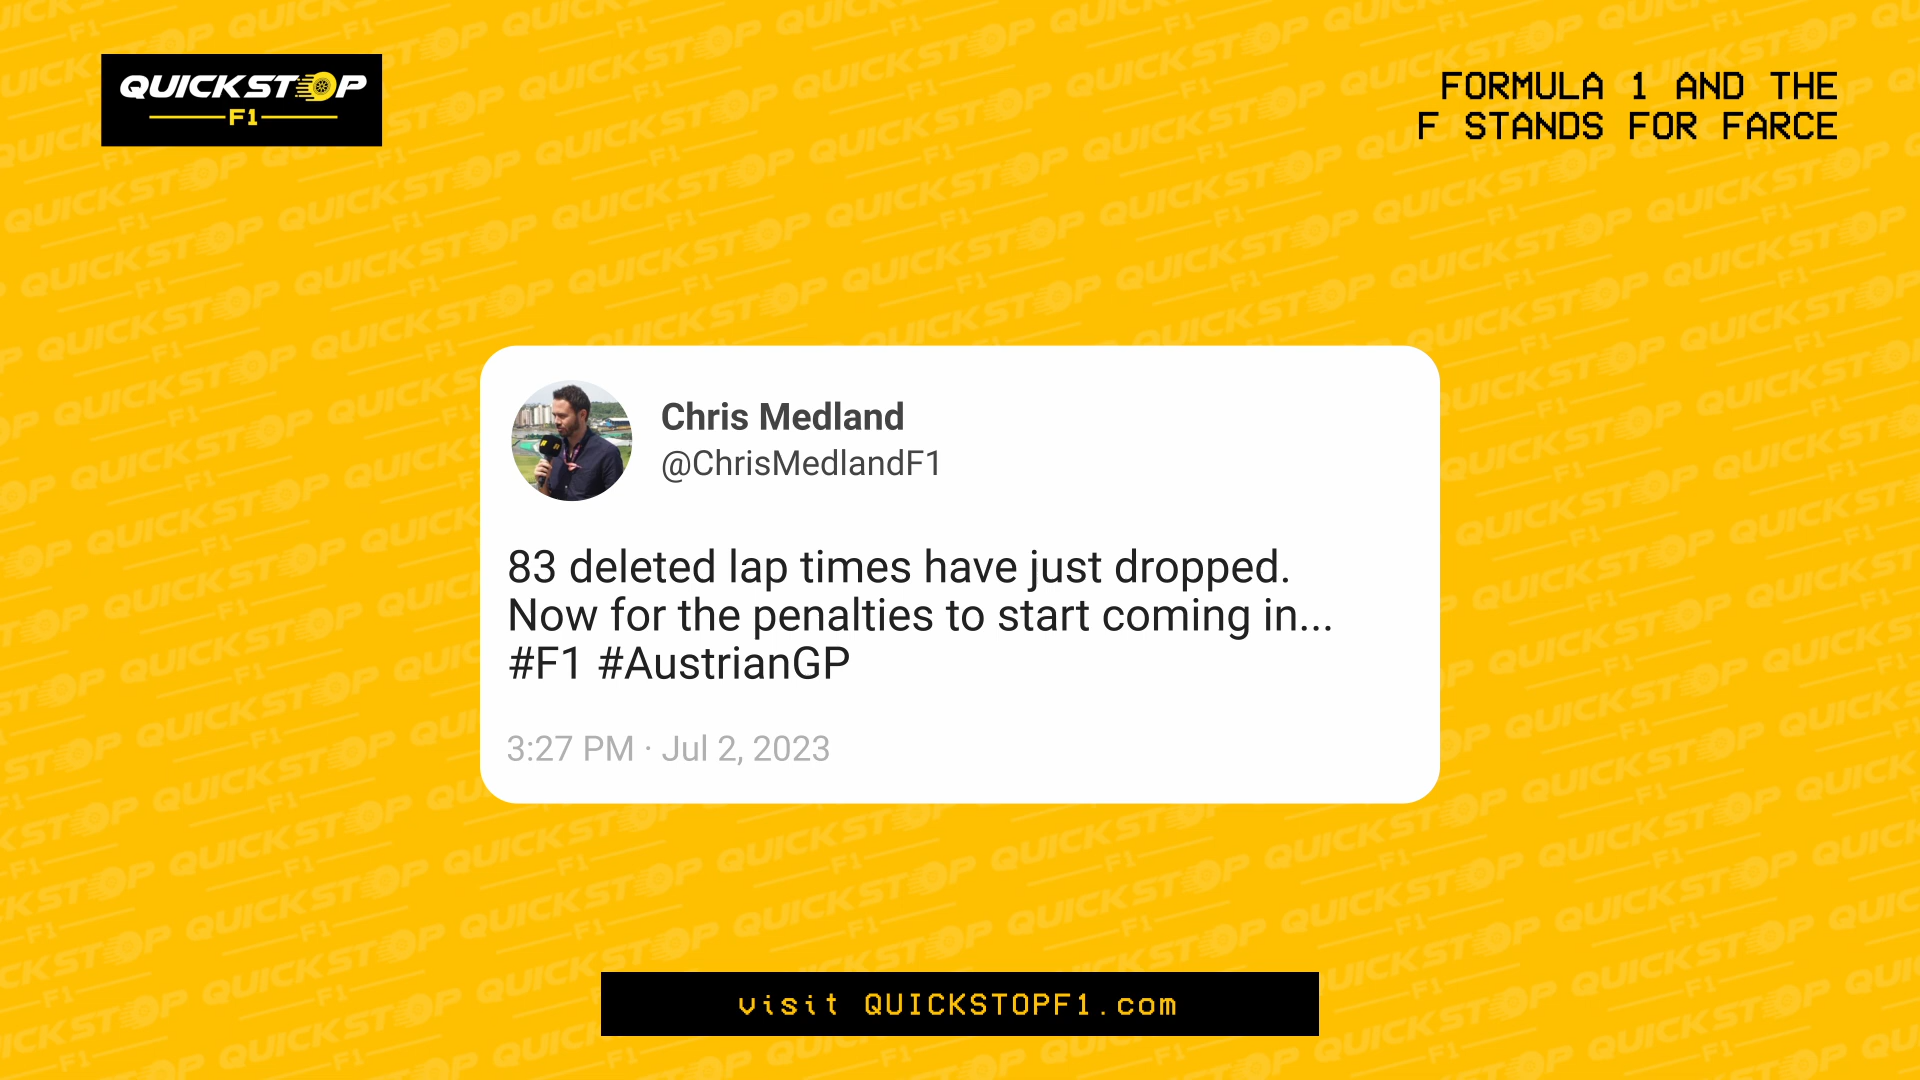 QUICKSTOP
F1
FORMULA 1 AND THE
F STANDS FOR FARCE
Chris Medland
@ChrisMedlandF1
83 deleted lap times have just dropped.
Now for the penalties to start coming in...
#F1 #AustrianGP
3:27 PM · Jul 2, 2023
visit QUICKSTOPF1.com